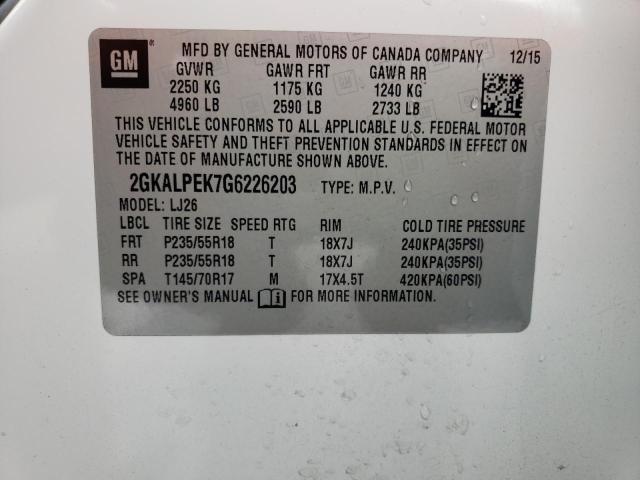 GM
MFD BY GENERAL MOTORS OF CANADA COMPANY 12/15
GVWR GAWR FRT GAWR RR
2250 KG 1175 KG 1240 KG
4960 LB 2590 LB 2733 LB
THIS VEHICLE CONFORMS TO ALL APPLICABLE U.S. FEDERAL MOTOR
VEHICLE SAFETY AND THEFT PREVENTION STANDARDS IN EFFECT ON
THE DATE OF MANUFACTURE SHOWN ABOVE.
2GKALPEK7G6226203 TYPE: M.P.V.
MODEL: LJ26
LBCL TIRE SIZE SPEED RTG RIM COLD TIRE PRESSURE
FRT P235/55R18 T 18X7J 240KPA(35PSI)
RR P235/55R18 T 18X7J 240KPA(35PSI)
SPA T145/70R17 M 17X4.5T 420KPA(60PSI)
SEE OWNER'S MANUAL FOR MORE INFORMATION.